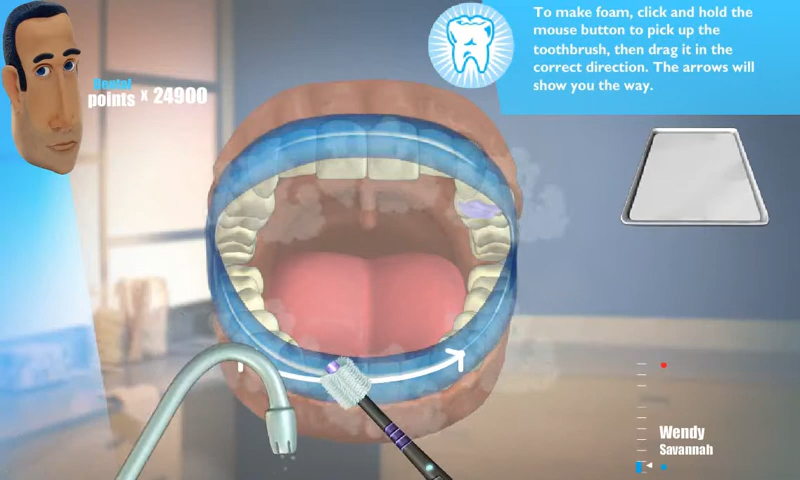 To make foam, click and hold the
mouse button to pick up the
toothbrush, then drag it in the
correct direction. The arrows will
show you the way.
Dental
points x 24900
Wendy
Savannah